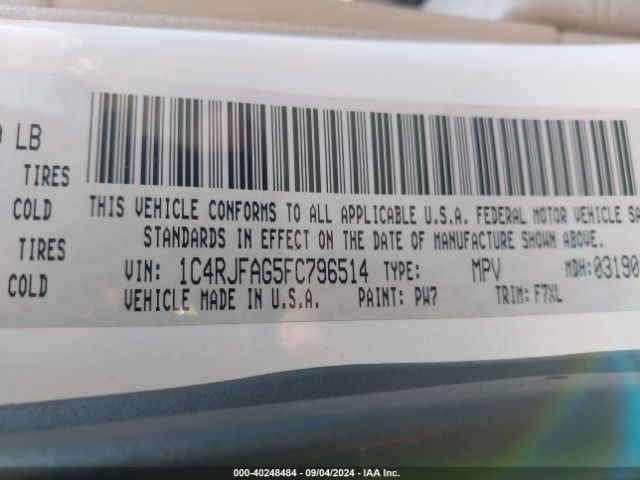 LB
TIRES
COLD
TIRES
COLD
THIS VEHICLE CONFORMS TO ALL APPLICABLE U.S.A. FEDERAL MOTOR VEHICLE SA
STANDARDS IN EFFECT ON THE DATE OF MANUFACTURE SHOWN ABOVE.
VIN: 1C4RJFAG5FC796514 TYPE: MPV MDH: 03190
VEHICLE MADE IN U.S.A. PAINT: PW7 TRIM: F7XL
000-40248484 - 09/04/2024 - IAA Inc.